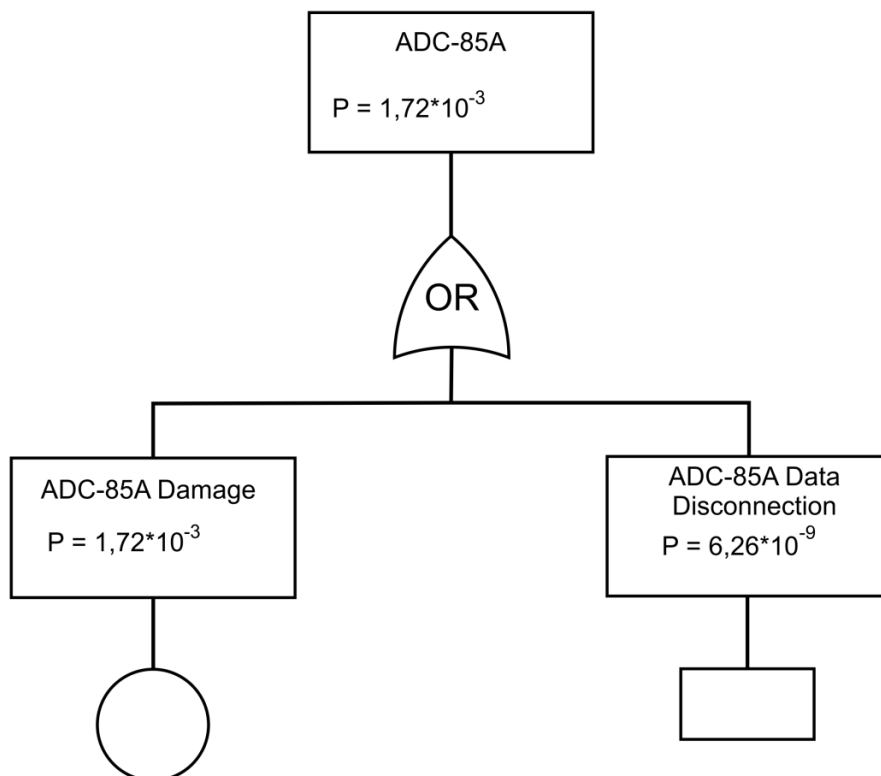 ADC-85A
P = 1,72*10⁻³
OR
ADC-85A Damage
P = 1,72*10⁻³
ADC-85A Data
Disconnection
P = 6,26*10⁻⁹